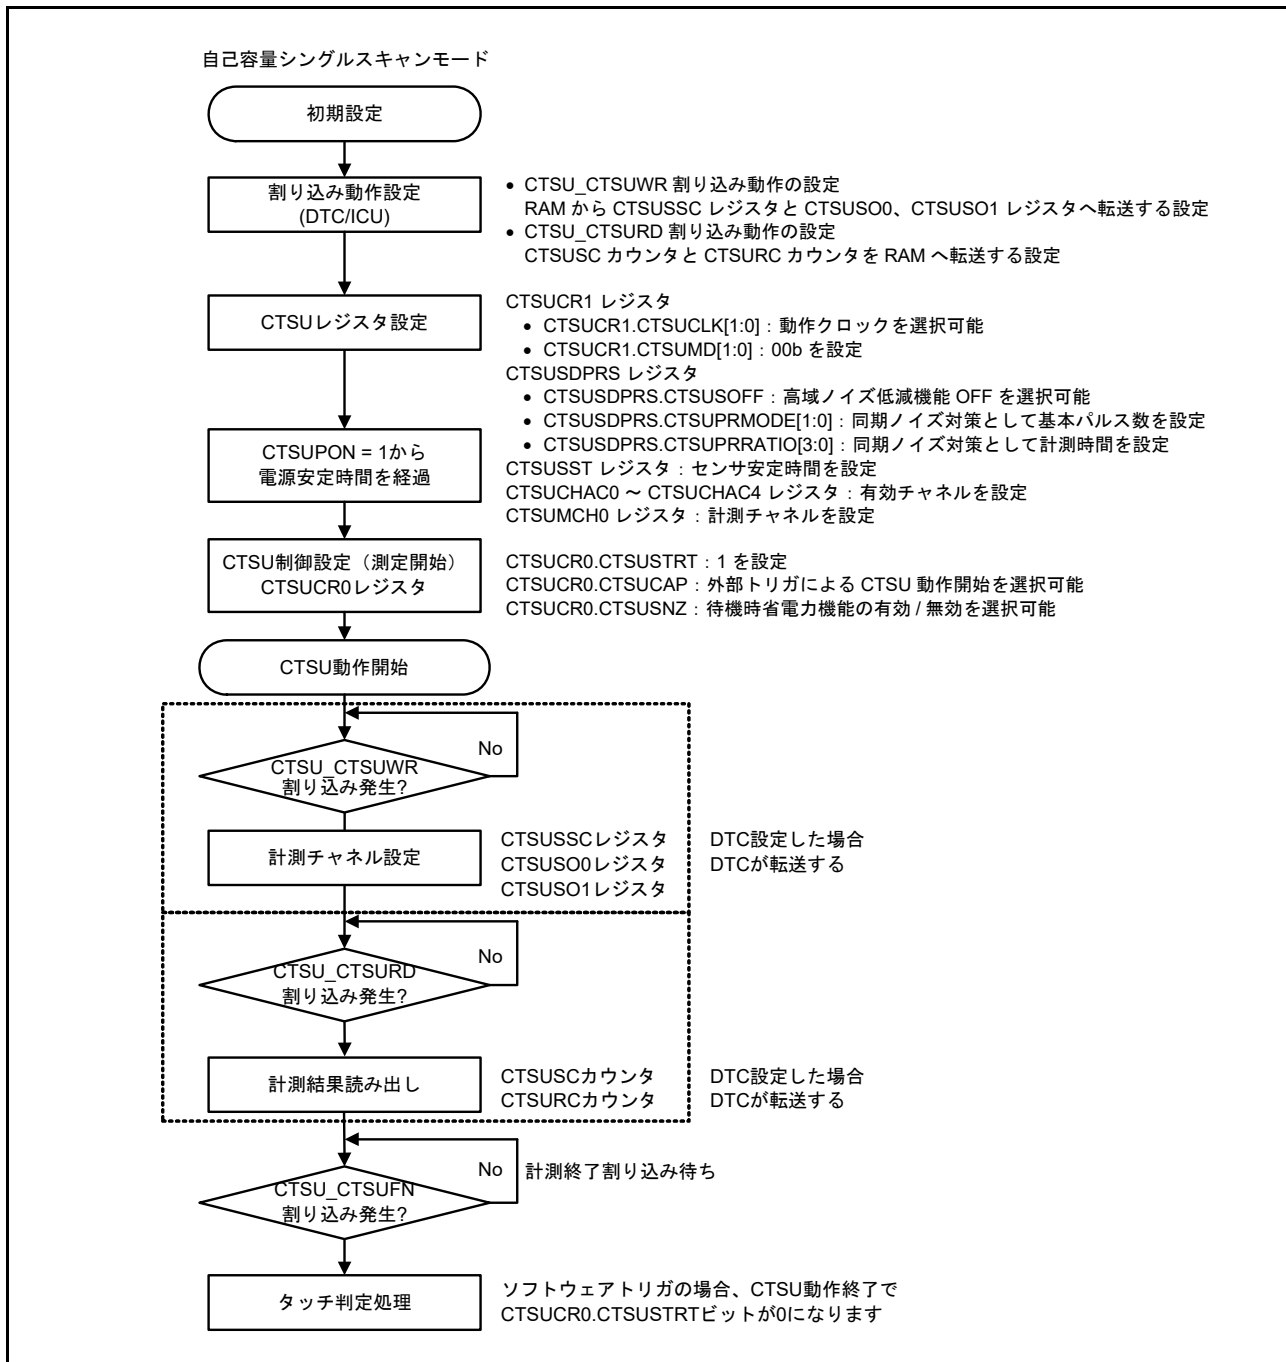 自己容量シングルスキャンモード
初期設定
割り込み動作設定
(DTC/ICU)
• CTSU_CTSUWR 割り込み動作の設定
RAM から CTSUSSC レジスタと CTSUSO0、CTSUSO1 レジスタへ転送する設定
• CTSU_CTSURD 割り込み動作の設定
CTSUSC カウンタと CTSURC カウンタを RAM へ転送する設定
CTSUレジスタ設定
CTSUCR1 レジスタ
• CTSUCR1.CTSUCLK[1:0]：動作クロックを選択可能
• CTSUCR1.CTSUMD[1:0]：00b を設定
CTSUSDPRS レジスタ
• CTSUSDPRS.CTSUSOFF：高域ノイズ低減機能 OFF を選択可能
• CTSUSDPRS.CTSUPRMODE[1:0]：同期ノイズ対策として基本パルス数を設定
• CTSUSDPRS.CTSUPRRATIO[3:0]：同期ノイズ対策として計測時間を設定
CTSUSST レジスタ：センサ安定時間を設定
CTSUCHAC0 ～ CTSUCHAC4 レジスタ：有効チャネルを設定
CTSUMCH0 レジスタ：計測チャネルを設定
CTSUPON = 1から
電源安定時間を経過
CTSU制御設定（測定開始）
CTSUCR0レジスタ
CTSUCR0.CTSUSTRT：1 を設定
CTSUCR0.CTSUCAP：外部トリガによる CTSU 動作開始を選択可能
CTSUCR0.CTSUSNZ：待機時省電力機能の有効 / 無効を選択可能
CTSU動作開始
No
CTSU_CTSUWR
割り込み発生?
計測チャネル設定
CTSUSSCレジスタ
CTSUSO0レジスタ
CTSUSO1レジスタ
DTC設定した場合
DTCが転送する
No
CTSU_CTSURD
割り込み発生?
計測結果読み出し
CTSUSCカウンタ
CTSURCカウンタ
DTC設定した場合
DTCが転送する
No
計測終了割り込み待ち
CTSU_CTSUFN
割り込み発生?
タッチ判定処理
ソフトウェアトリガの場合、CTSU動作終了で
CTSUCR0.CTSUSTRTビットが0になります